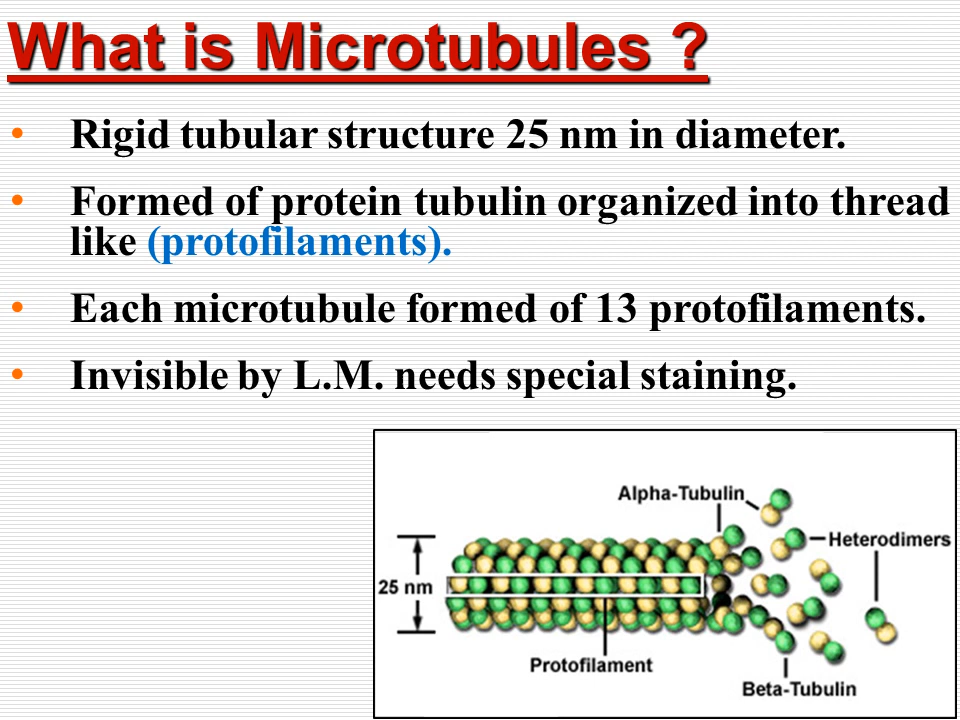 What is Microtubules ?
• Rigid tubular structure 25 nm in diameter.
• Formed of protein tubulin organized into thread
like (protofilaments).
• Each microtubule formed of 13 protofilaments.
• Invisible by L.M. needs special staining.
Alpha-Tubulin
Heterodimers
25 nm
Protofilament
Beta-Tubulin